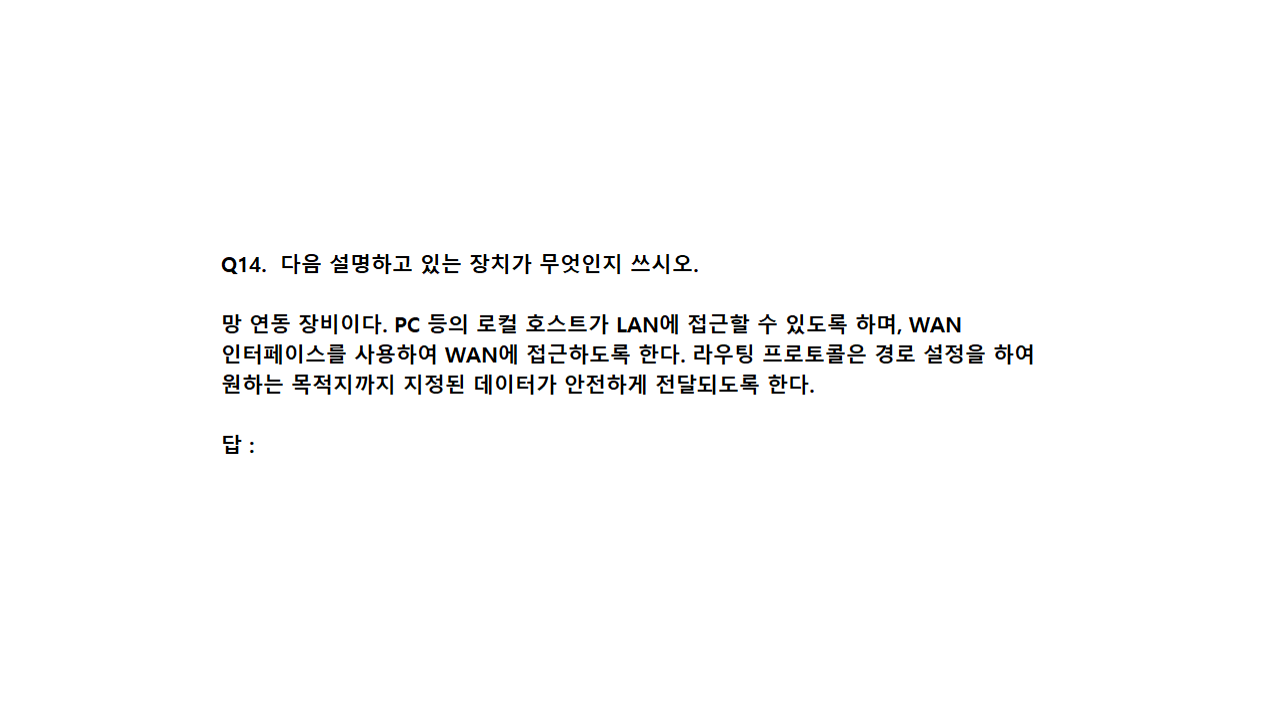 Q14.  다음 설명하고 있는 장치가 무엇인지 쓰시오.
망 연동 장비이다. PC 등의 로컬 호스트가 LAN에 접근할 수 있도록 하며, WAN
인터페이스를 사용하여 WAN에 접근하도록 한다. 라우팅 프로토콜은 경로 설정을 하여
원하는 목적지까지 지정된 데이터가 안전하게 전달되도록 한다.
답 :